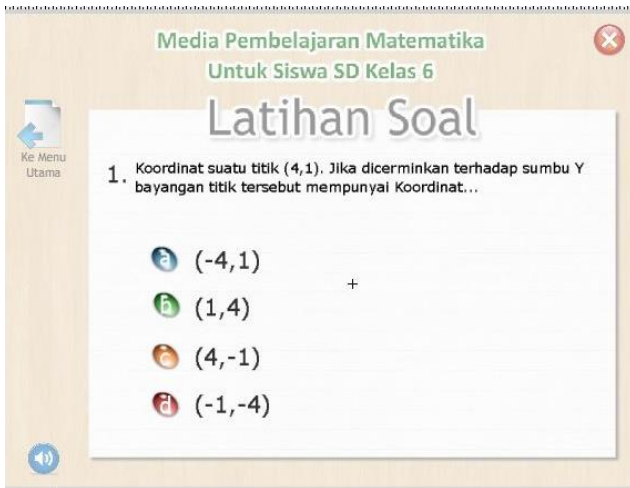 Media Pembelajaran Matematika
Untuk Siswa SD Kelas 6
Latihan Soal
Ke Menu
Utama
1. Koordinat suatu titik (4,1). Jika dicerminkan terhadap sumbu Y
bayangan titik tersebut mempunyai Koordinat...
a (-4,1)
b (1,4)
c (4,-1)
d (-1,-4)